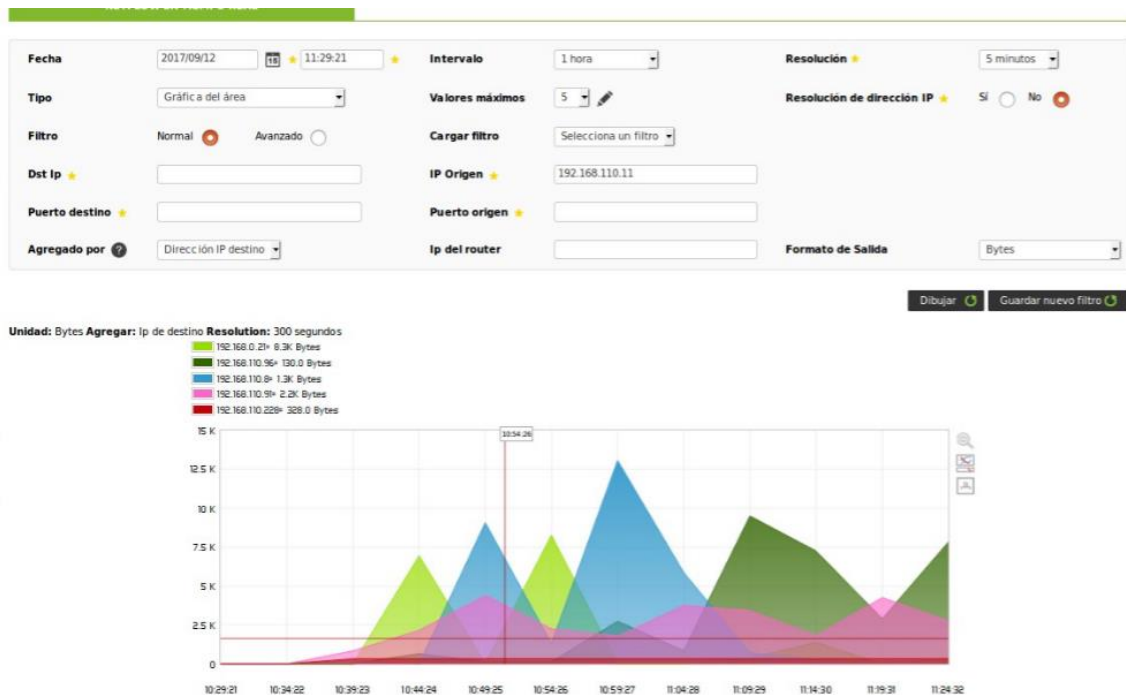 Fecha 2017/09/12 15 11:29:21 Intervalo 1 hora Resolución 5 minutos
Tipo Gráfica del área Valores máximos 5 Resolución de dirección IP Sí No
Filtro Normal Avanzado Cargar filtro Selecciona un filtro
Dst Ip IP Origen 192.168.110.11
Puerto destino Puerto origen
Agregado por ? Dirección IP destino Ip del router Formato de Salida Bytes
Dibujar Guardar nuevo filtro
Unidad: Bytes Agregar: Ip de destino Resolution: 300 segundos
192.168.0.21= 8.3K Bytes
192.168.110.96= 130.0 Bytes
192.168.110.8= 1.3K Bytes
192.168.110.91= 2.2K Bytes
192.168.110.228= 328.0 Bytes
15 K
10:54:26
12.5 K
10 K
7.5 K
5 K
2.5 K
0
10:29:21 10:34:22 10:39:23 10:44:24 10:49:25 10:54:26 10:59:27 11:04:28 11:09:29 11:14:30 11:19:31 11:24:32